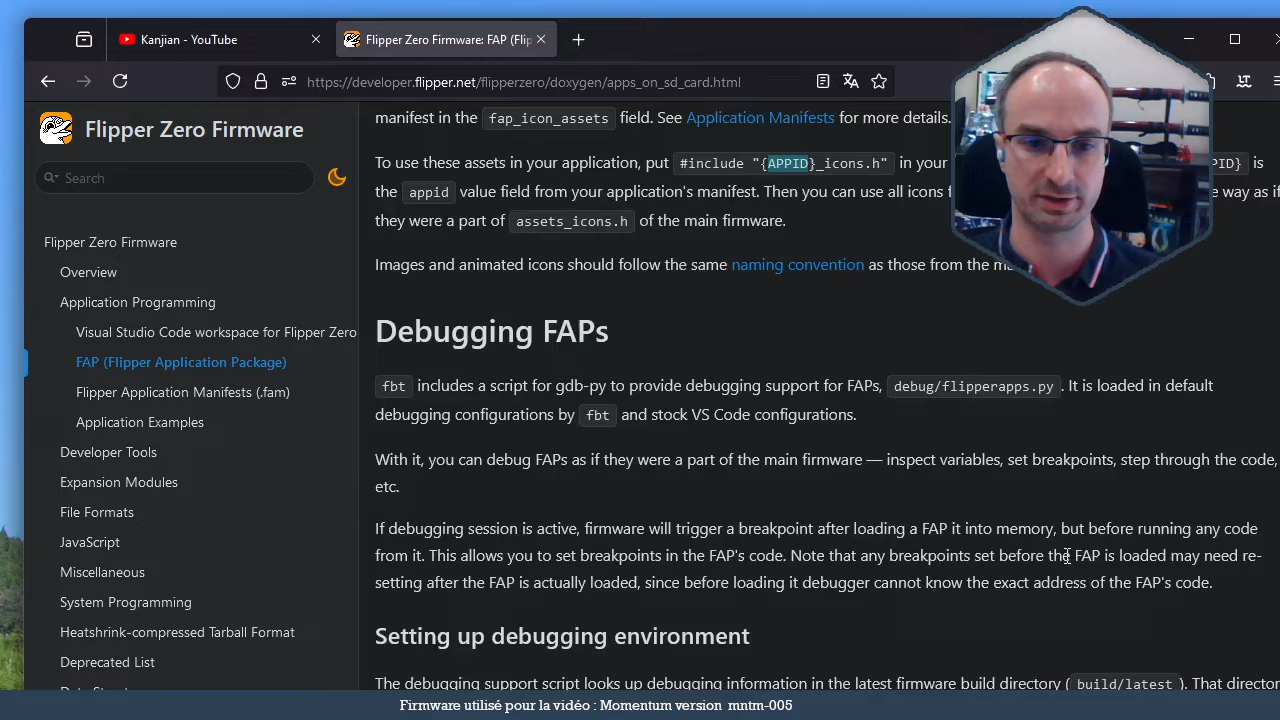 Kanjian - YouTube
Flipper Zero Firmware: FAP (Flip
https://developer.flipper.net/flipperzero/doxygen/apps_on_sd_card.html
Flipper Zero Firmware
Search
Flipper Zero Firmware
Overview
Application Programming
Visual Studio Code workspace for Flipper Zero
FAP (Flipper Application Package)
Flipper Application Manifests (.fam)
Application Examples
Developer Tools
Expansion Modules
File Formats
JavaScript
Miscellaneous
System Programming
Heatshrink-compressed Tarball Format
Deprecated List
manifest in the fap_icon_assets field. See Application Manifests for more details.
To use these assets in your application, put #include "{APPID}_icons.h" in your PID} is
the appid value field from your application's manifest. Then you can use all icons f way as if
they were a part of assets_icons.h of the main firmware.
Images and animated icons should follow the same naming convention as those from the ma
Debugging FAPs
fbt includes a script for gdb-py to provide debugging support for FAPs, debug/flipperapps.py. It is loaded in default
debugging configurations by fbt and stock VS Code configurations.
With it, you can debug FAPs as if they were a part of the main firmware — inspect variables, set breakpoints, step through the code,
etc.
If debugging session is active, firmware will trigger a breakpoint after loading a FAP it into memory, but before running any code
from it. This allows you to set breakpoints in the FAP's code. Note that any breakpoints set before the FAP is loaded may need re-
setting after the FAP is actually loaded, since before loading it debugger cannot know the exact address of the FAP's code.
Setting up debugging environment
The debugging support script looks up debugging information in the latest firmware build directory (build/latest). That director
Firmware utilisé pour la vidéo : Momentum version mntm-005